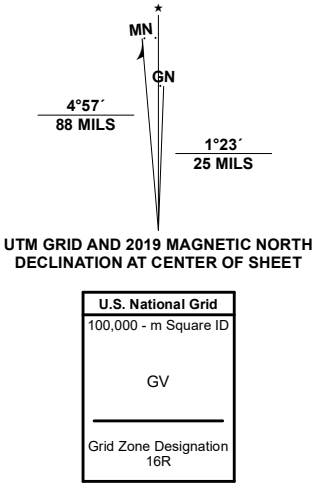 MN
GN
4°57´
88 MILS
1°23´
25 MILS
UTM GRID AND 2019 MAGNETIC NORTH
DECLINATION AT CENTER OF SHEET
U.S. National Grid
100,000 - m Square ID
GV
Grid Zone Designation
16R